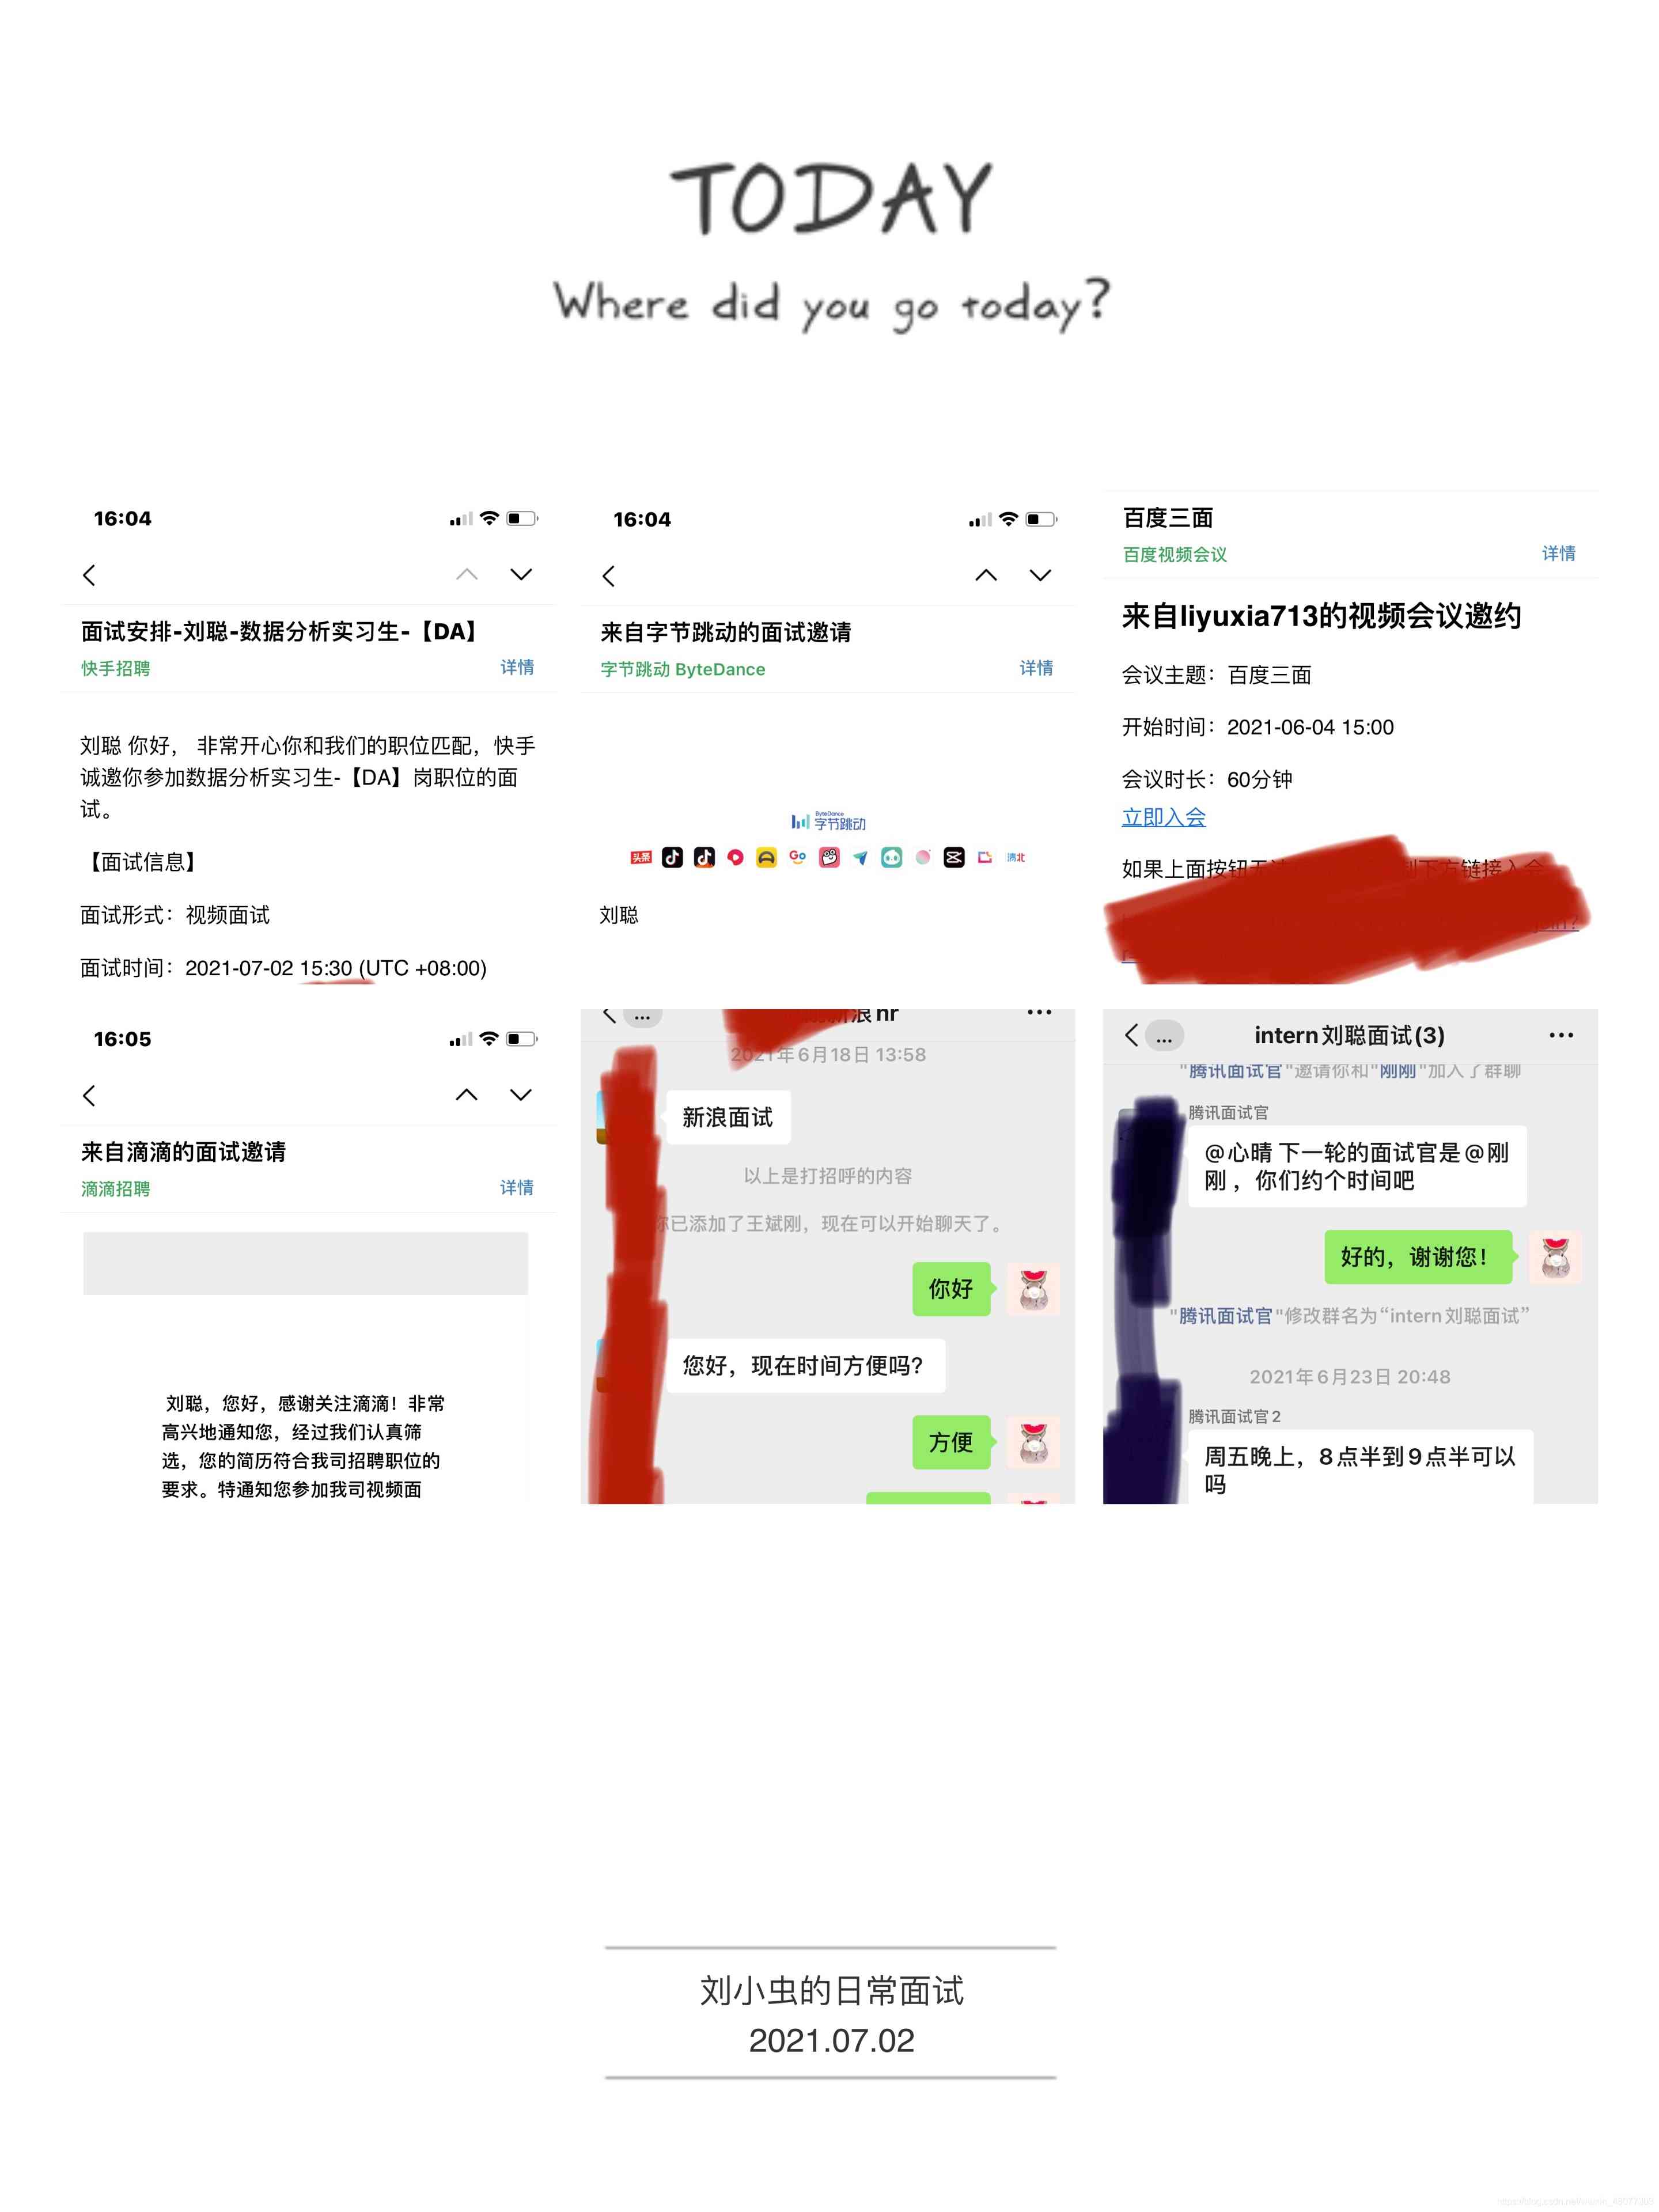 TODAY
Where did you go today?
16:04
面试安排-刘聪-数据分析实习生-【DA】
快手招聘
详情
刘聪 你好， 非常开心你和我们的职位匹配，快手
诚邀你参加数据分析实习生-【DA】岗职位的面
试。
【面试信息】
面试形式：视频面试
面试时间：2021-07-02 15:30 (UTC +08:00)
16:04
来自字节跳动的面试邀请
字节跳动 ByteDance
详情
ByteDance
字节跳动
头条
Go
清北
刘聪
百度三面
百度视频会议
详情
来自liyuxia713的视频会议邀约
会议主题：百度三面
开始时间：2021-06-04 15:00
会议时长：60分钟
立即入会
如果上面按钮无 到下方链接入会
join?
16:05
来自滴滴的面试邀请
滴滴招聘
详情
刘聪，您好，感谢关注滴滴！非常
高兴地通知您，经过我们认真筛
选，您的简历符合我司招聘职位的
要求。特通知您参加我司视频面
...
浪hr
2021年6月18日 13:58
新浪面试
以上是打招呼的内容
你已添加了王斌刚，现在可以开始聊天了。
你好
您好，现在时间方便吗？
方便
...
intern刘聪面试(3)
"腾讯面试官"邀请你和"刚刚"加入了群聊
腾讯面试官
@心晴 下一轮的面试官是@刚
刚，你们约个时间吧
好的，谢谢您！
"腾讯面试官"修改群名为“intern刘聪面试”
2021年6月23日 20:48
腾讯面试官2
周五晚上，8点半到9点半可以
吗
刘小虫的日常面试
2021.07.02